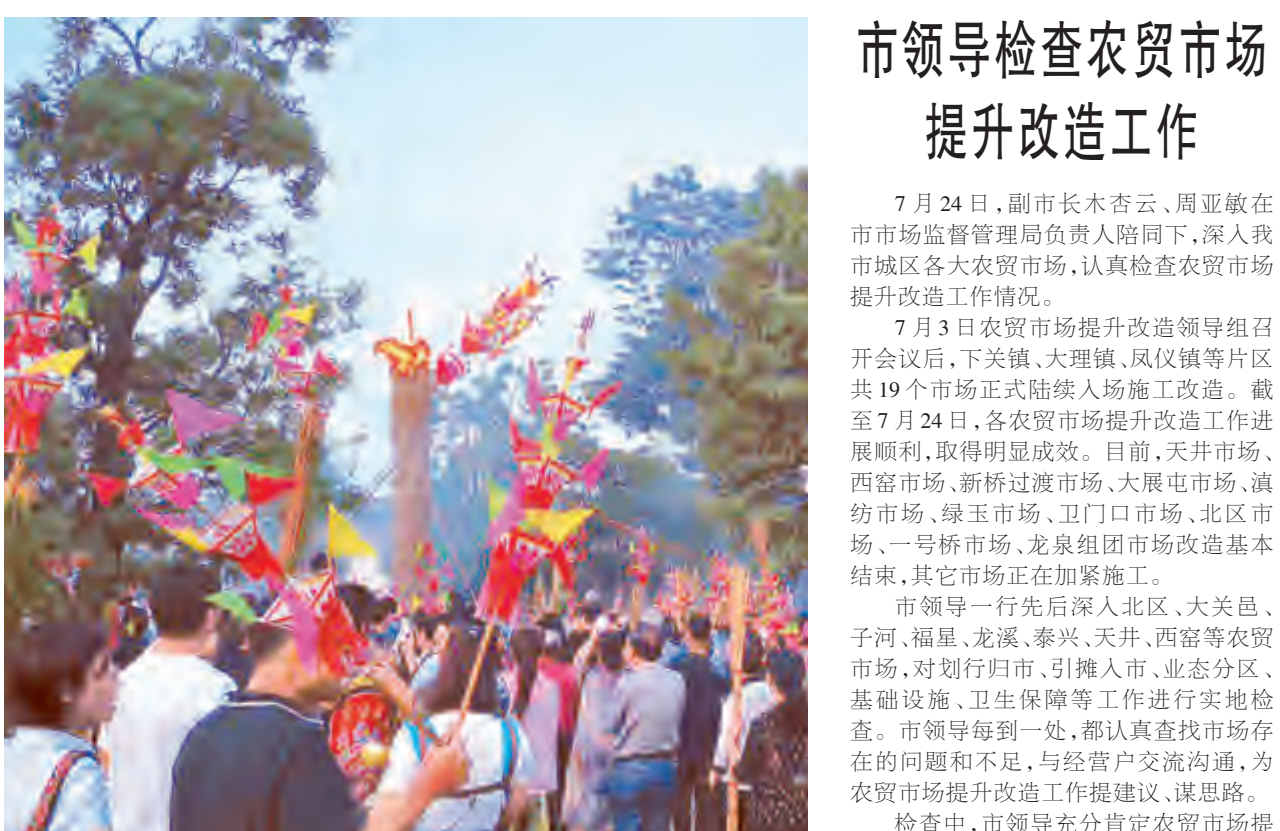 市领导检查农贸市场
提升改造工作
7月24日,副市长木杏云、周亚敏在
市市场监督管理局负责人陪同下,深入我
市城区各大农贸市场,认真检查农贸市场
提升改造工作情况。
7月3日农贸市场提升改造领导组召
开会议后,下关镇、大理镇、凤仪镇等片区
共19个市场正式陆续入场施工改造。截
至7月24日,各农贸市场提升改造工作进
展顺利,取得明显成效。目前,天井市场、
西窑市场、新桥过渡市场、大展屯市场、滇
纺市场、绿玉市场、卫门口市场、北区市
场、一号桥市场、龙泉组团市场改造基本
结束,其它市场正在加紧施工。
市领导一行先后深入北区、大关邑、
子河、福星、龙溪、泰兴、天井、西窑等农贸
市场,对划行归市、引摊入市、业态分区、
基础设施、卫生保障等工作进行实地检
查。市领导每到一处,都认真查找市场存
在的问题和不足,与经营户交流沟通,为
农贸市场提升改造工作提建议、谋思路。
检查中,市领导充分肯定农贸市场提